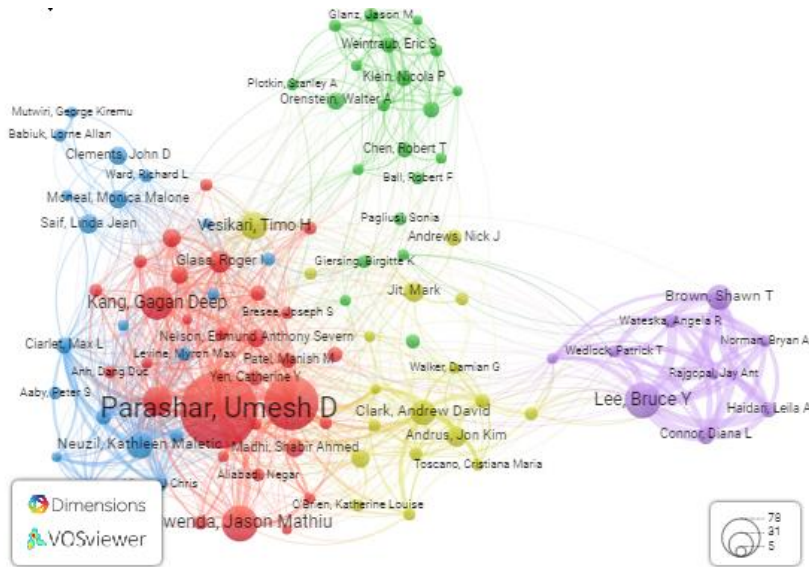 Glanz, Jason M
Weintraub, Eric S
Klein, Nicola P
Plotkin, Stanley A
Orenstein, Walter A
Mutwiri, George Kiremu
Babiuk, Lorne Allan
Clements, John D
Chen, Robert T
Ward, Richard L
Ball, Robert F
Moneal, Monica Malone
Saif, Linda Jean
Vesikari, Timo H
Pagliusi, Sonia
Andrews, Nick J
Glass, Roger I
Giersing, Birgitte K
Kang, Gagan Deep
Jit, Mark
Brown, Shawn T
Bresee, Joseph S
Wateska, Angela R
Nelson, Edmund Anthony Severn
Norman, Bryan A
Ciarlet, Max L
Levine, Myron Max
Patel, Manish M
Wedlock, Patrick T
Walker, Damian G
Anh, Dang Duc
Yen, Catherine Y
Rajgopal, Jay Ant
Aaby, Peter S
Parashar, Umesh D
Clark, Andrew David
Lee, Bruce Y
Haidari, Leila A
Neuzil, Kathleen Maletic
Madhi, Shabir Ahmed
Andrus, Jon Kim
Connor, Diana L
Toscano, Cristiana Maria
Aliabadi, Negar
Chris
O'Brien, Katherine Louise
Dimensions
wenda, Jason Mathiu
VOSviewer
78
31
5